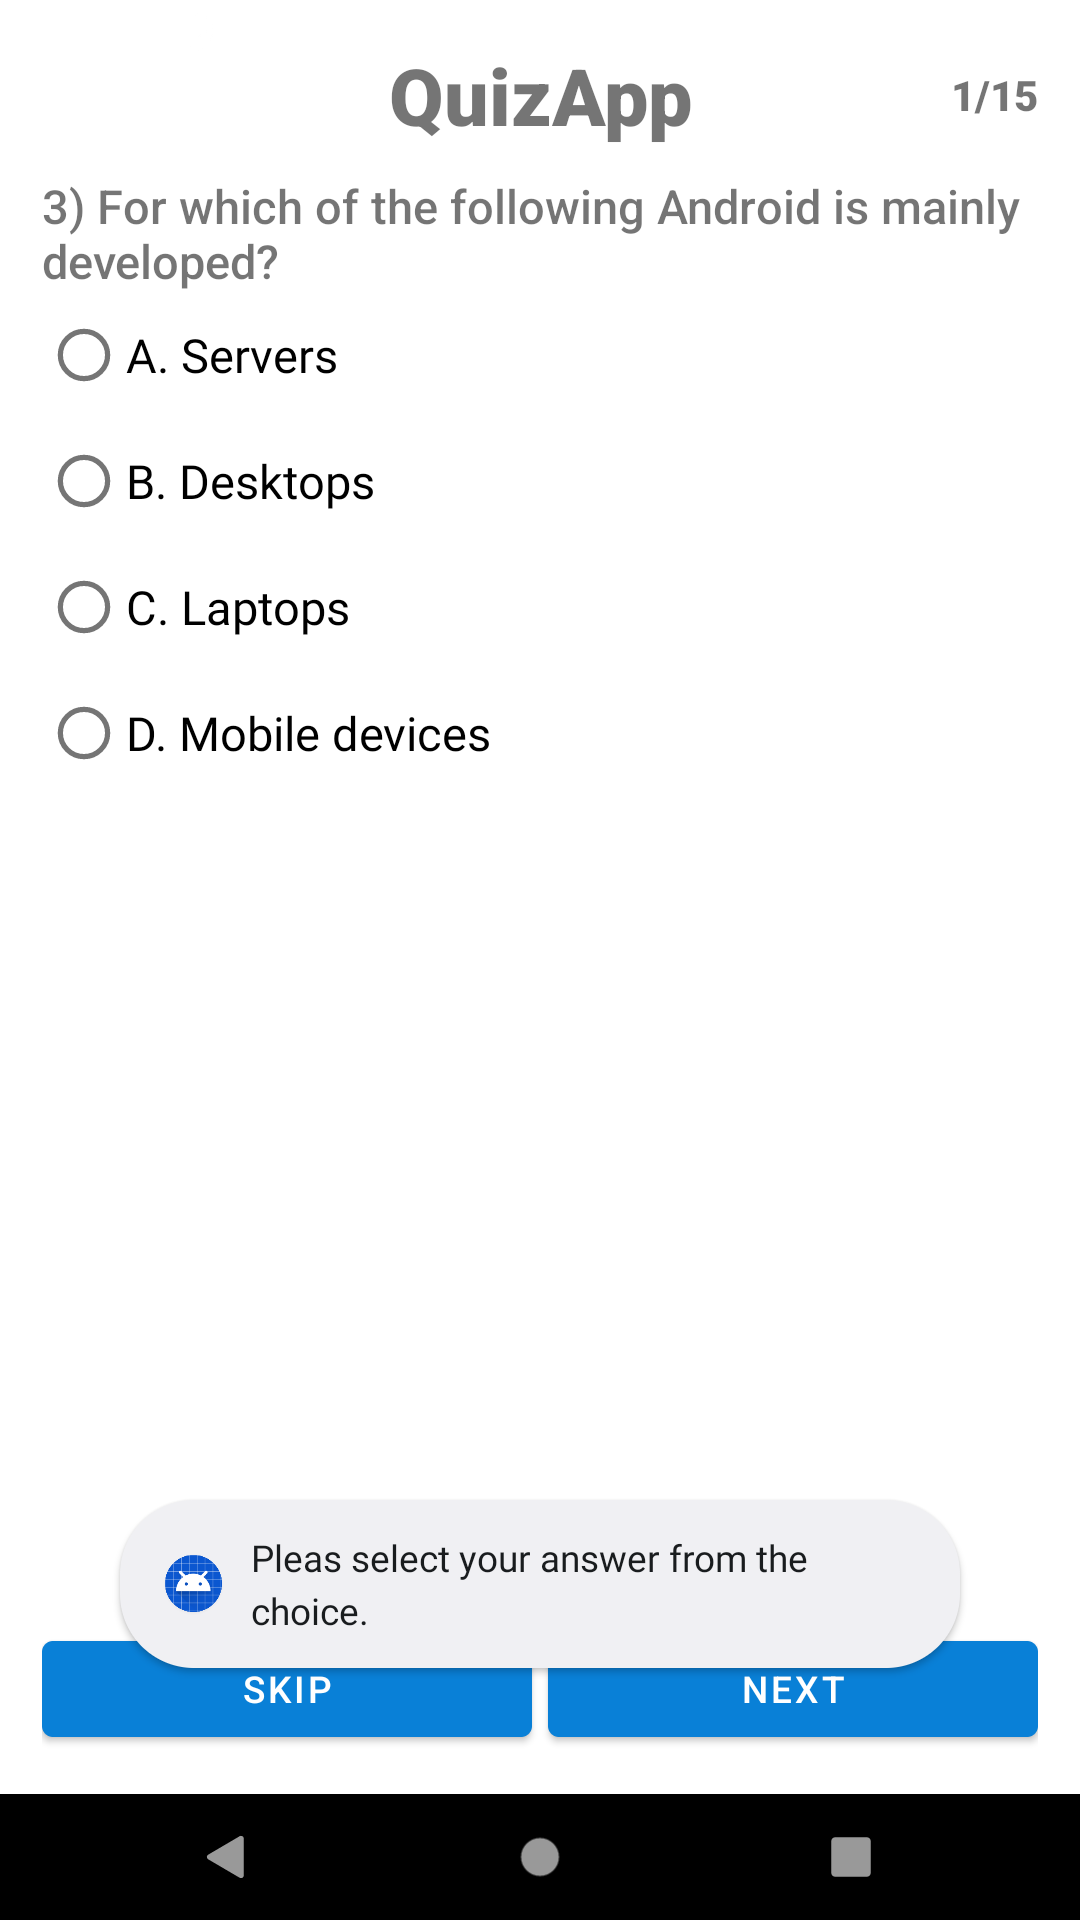 QuizApp
1/15
3) For which of the following Android is mainly
developed?
A. Servers
B. Desktops
C. Laptops
D. Mobile devices
Pleas select your answer from the
choice.
SKIP
NEXT